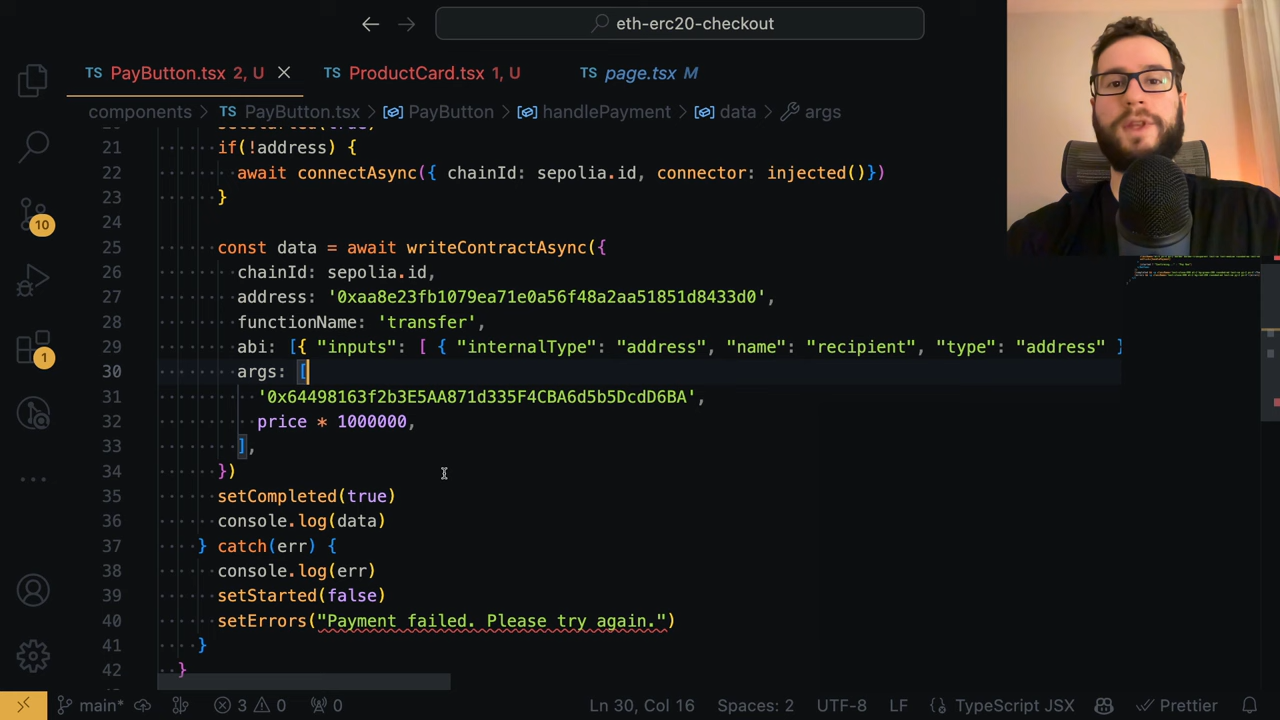 eth-erc20-checkout
TS PayButton.tsx 2, U
TS ProductCard.tsx 1, U
TS page.tsx M
components > TS PayButton.tsx > PayButton > handlePayment > data > args
21 if(!address) {
22 await connectAsync({ chainId: sepolia.id, connector: injected()})
23 }
24
25 const data = await writeContractAsync({
26 chainId: sepolia.id,
27 address: '0xaa8e23fb1079ea71e0a56f48a2aa51851d8433d0',
28 functionName: 'transfer',
29 abi: [{ "inputs": [ { "internalType": "address", "name": "recipient", "type": "address" }
30 args: [
31 '0x64498163f2b3E5AA871d335F4CBA6d5b5DcdD6BA',
32 price * 1000000,
33 ],
34 })
35 setCompleted(true)
36 console.log(data)
37 } catch(err) {
38 console.log(err)
39 setStarted(false)
40 setErrors("Payment failed. Please try again.")
41 }
42 }
10
1
main* 3 0 0 Ln 30, Col 16 Spaces: 2 UTF-8 LF TypeScript JSX Prettier